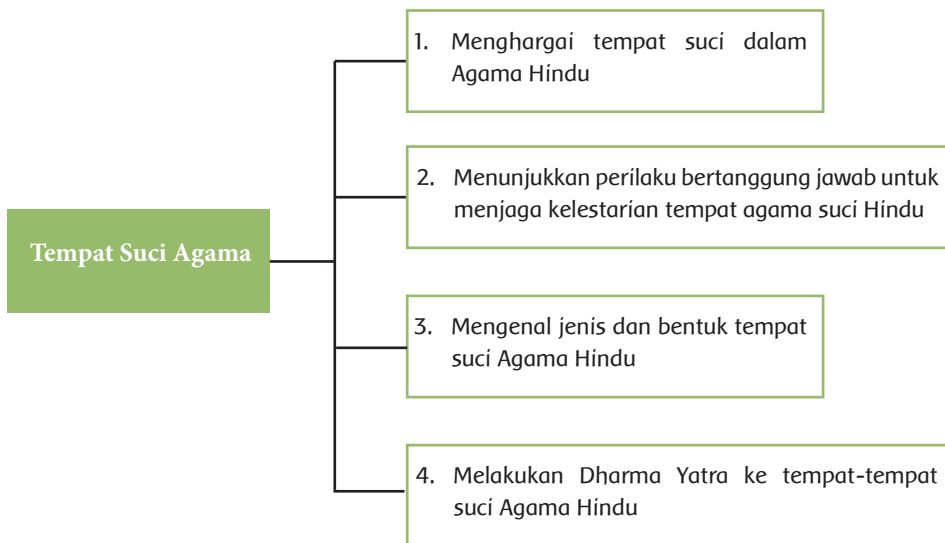 1. Menghargai tempat suci dalam
Agama Hindu
2. Menunjukkan perilaku bertanggung jawab untuk
menjaga kelestarian tempat agama suci Hindu
Tempat Suci Agama
3. Mengenal jenis dan bentuk tempat
suci Agama Hindu
4. Melakukan Dharma Yatra ke tempat-tempat
suci Agama Hindu